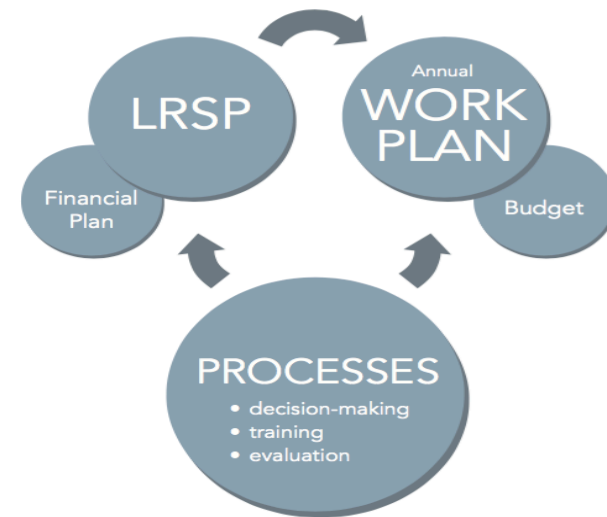 LRSP
Financial
Plan
Annual
WORK
PLAN
Budget
PROCESSES
• decision-making
• training
• evaluation